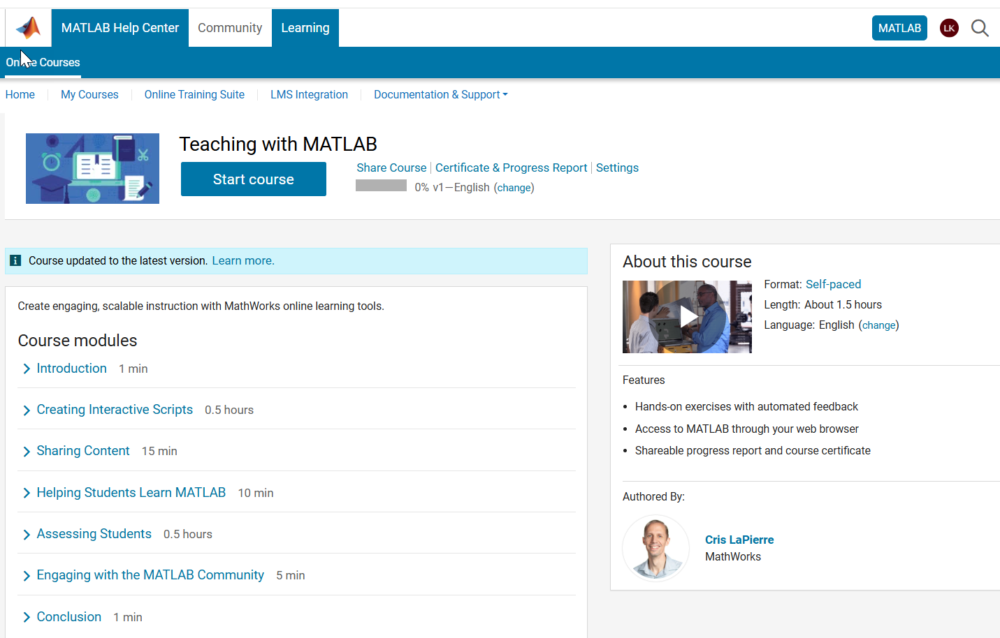 MATLAB Help Center Community Learning MATLAB LK
Online Courses
Home My Courses Online Training Suite LMS Integration Documentation & Support
Teaching with MATLAB
Start course
Share Course Certificate & Progress Report Settings
0% v1—English (change)
Course updated to the latest version. Learn more.
Create engaging, scalable instruction with MathWorks online learning tools.
Course modules
Introduction 1 min
Creating Interactive Scripts 0.5 hours
Sharing Content 15 min
Helping Students Learn MATLAB 10 min
Assessing Students 0.5 hours
Engaging with the MATLAB Community 5 min
Conclusion 1 min
About this course
Format: Self-paced
Length: About 1.5 hours
Language: English (change)
Features
Hands-on exercises with automated feedback
Access to MATLAB through your web browser
Shareable progress report and course certificate
Authored By:
Cris LaPierre
MathWorks